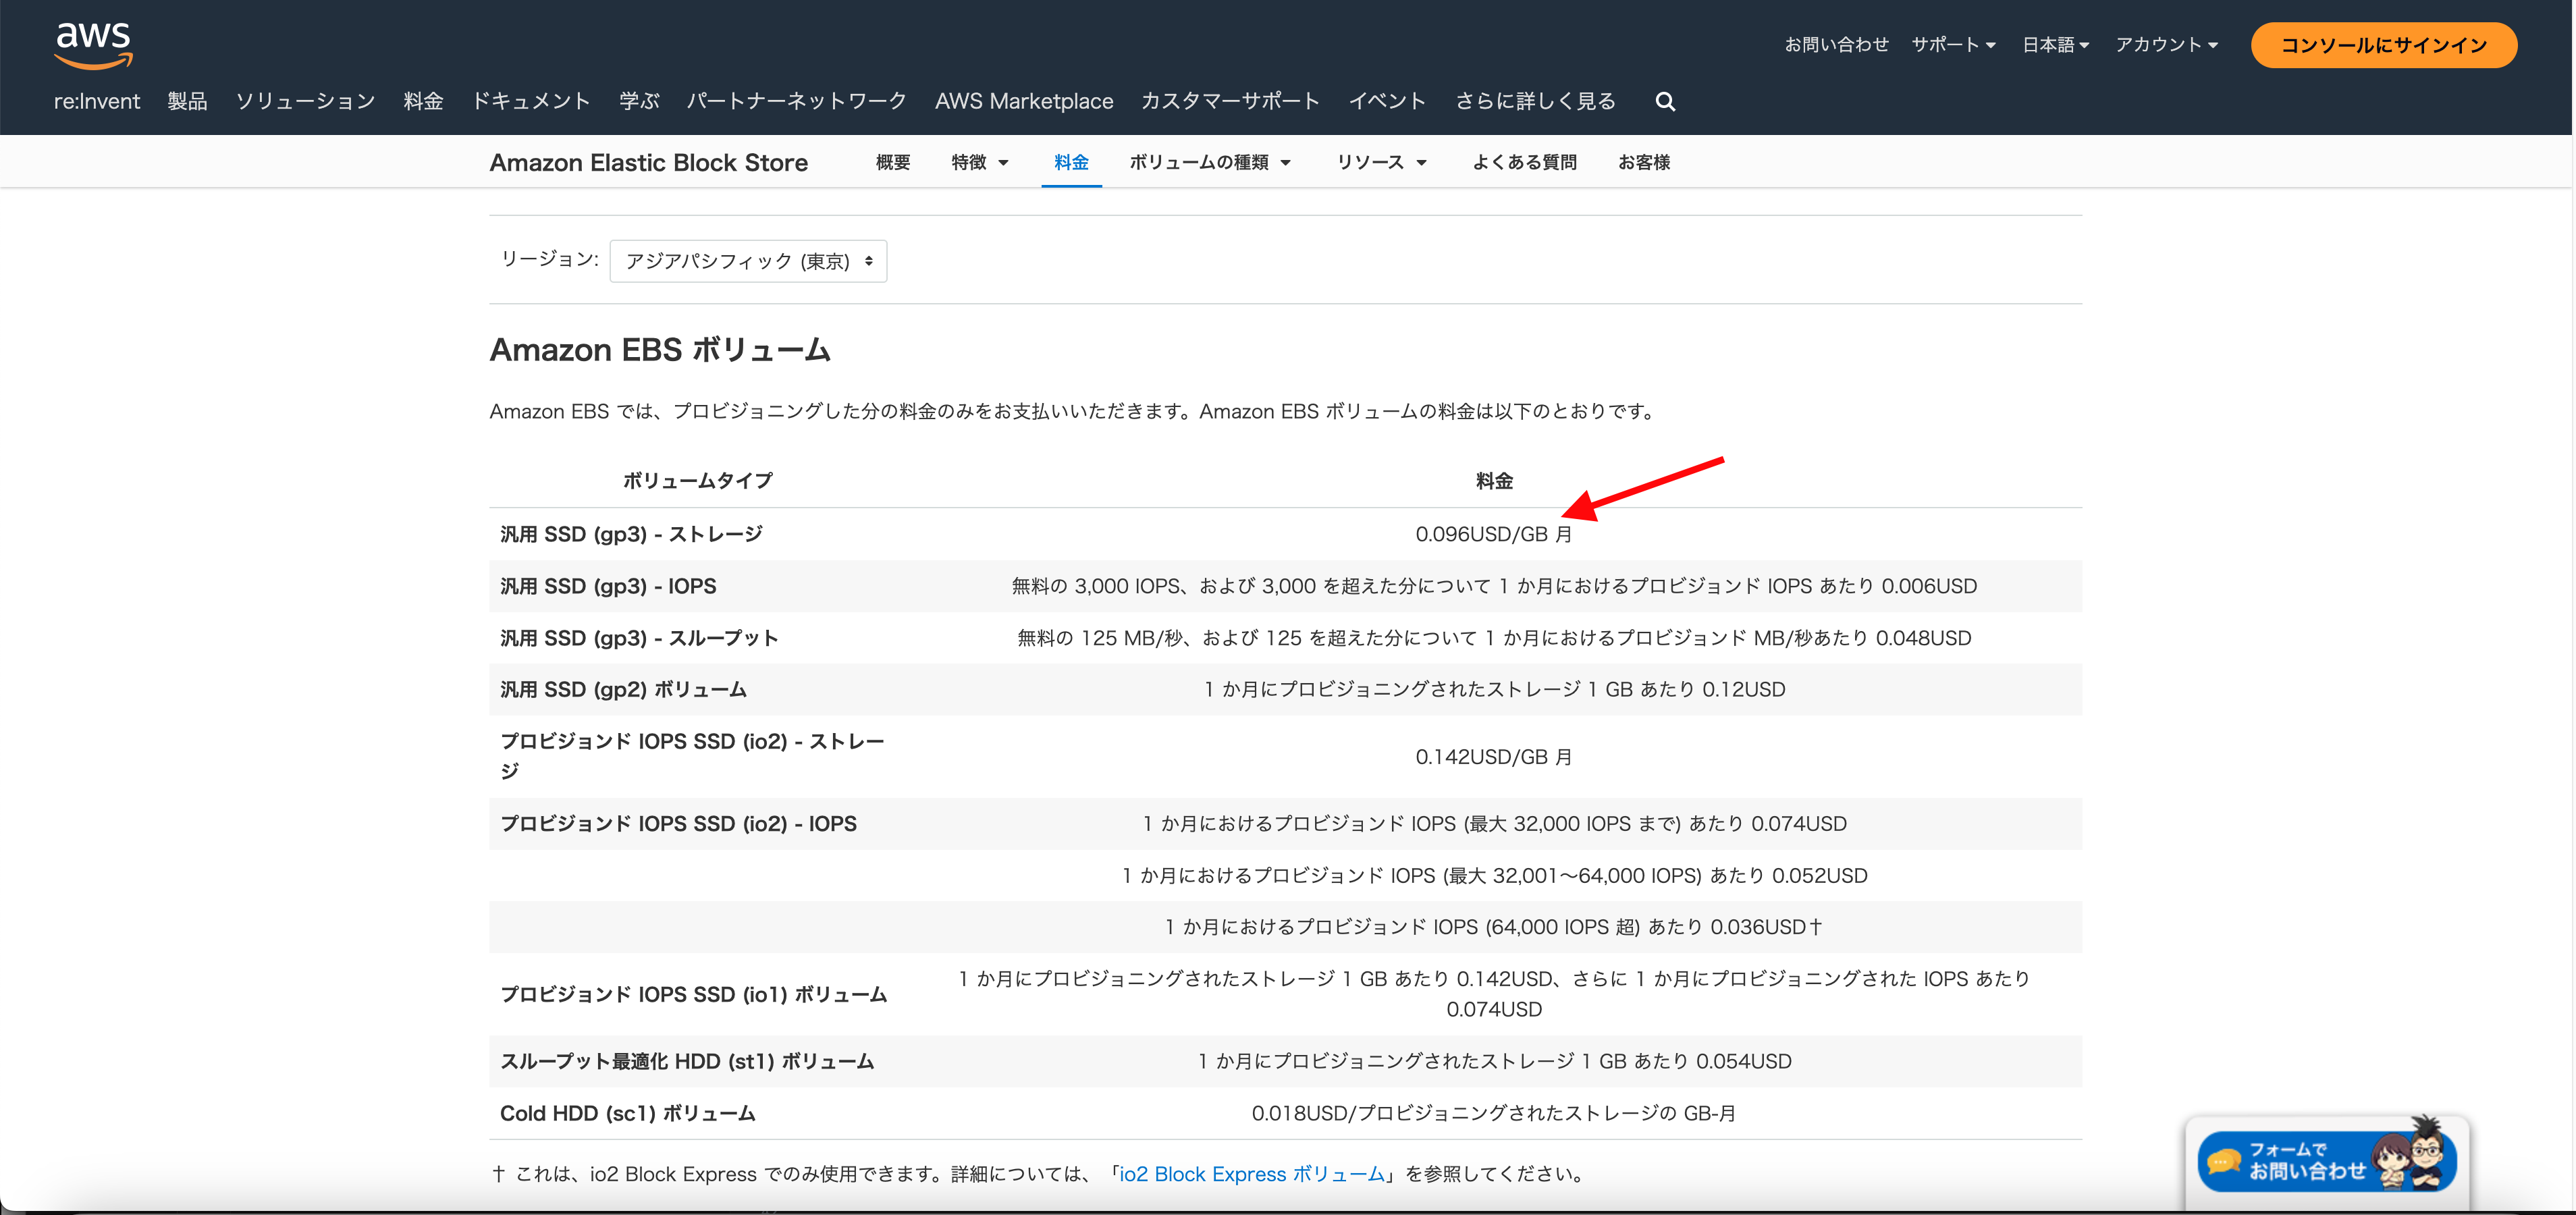 aws
お問い合わせ サポート 日本語 アカウント コンソールにサインイン
re:Invent 製品 ソリューション 料金 ドキュメント 学ぶ パートナーネットワーク AWS Marketplace カスタマーサポート イベント さらに詳しく見る
Amazon Elastic Block Store 概要 特徴 料金 ボリュームの種類 リソース よくある質問 お客様
リージョン: アジアパシフィック (東京)
Amazon EBS ボリューム
Amazon EBS では、プロビジョニングした分の料金のみをお支払いいただきます。Amazon EBS ボリュームの料金は以下のとおりです。
ボリュームタイプ 料金
汎用 SSD (gp3) - ストレージ 0.096USD/GB 月
汎用 SSD (gp3) - IOPS 無料の 3,000 IOPS、および 3,000 を超えた分について 1 か月におけるプロビジョンド IOPS あたり 0.006USD
汎用 SSD (gp3) - スループット 無料の 125 MB/秒、および 125 を超えた分について 1 か月におけるプロビジョンド MB/秒あたり 0.048USD
汎用 SSD (gp2) ボリューム 1 か月にプロビジョニングされたストレージ 1 GB あたり 0.12USD
プロビジョンド IOPS SSD (io2) - ストレー
ジ
0.142USD/GB 月
プロビジョンド IOPS SSD (io2) - IOPS 1 か月におけるプロビジョンド IOPS (最大 32,000 IOPS まで) あたり 0.074USD
1 か月におけるプロビジョンド IOPS (最大 32,001〜64,000 IOPS) あたり 0.052USD
1 か月におけるプロビジョンド IOPS (64,000 IOPS 超) あたり 0.036USD†
プロビジョンド IOPS SSD (io1) ボリューム
1 か月にプロビジョニングされたストレージ 1 GB あたり 0.142USD、さらに 1 か月にプロビジョニングされた IOPS あたり
0.074USD
スループット最適化 HDD (st1) ボリューム 1 か月にプロビジョニングされたストレージ 1 GB あたり 0.054USD
Cold HDD (sc1) ボリューム 0.018USD/プロビジョニングされたストレージの GB-月
† これは、io2 Block Express でのみ使用できます。詳細については、「io2 Block Express ボリューム」を参照してください。
フォームで
お問い合わせ